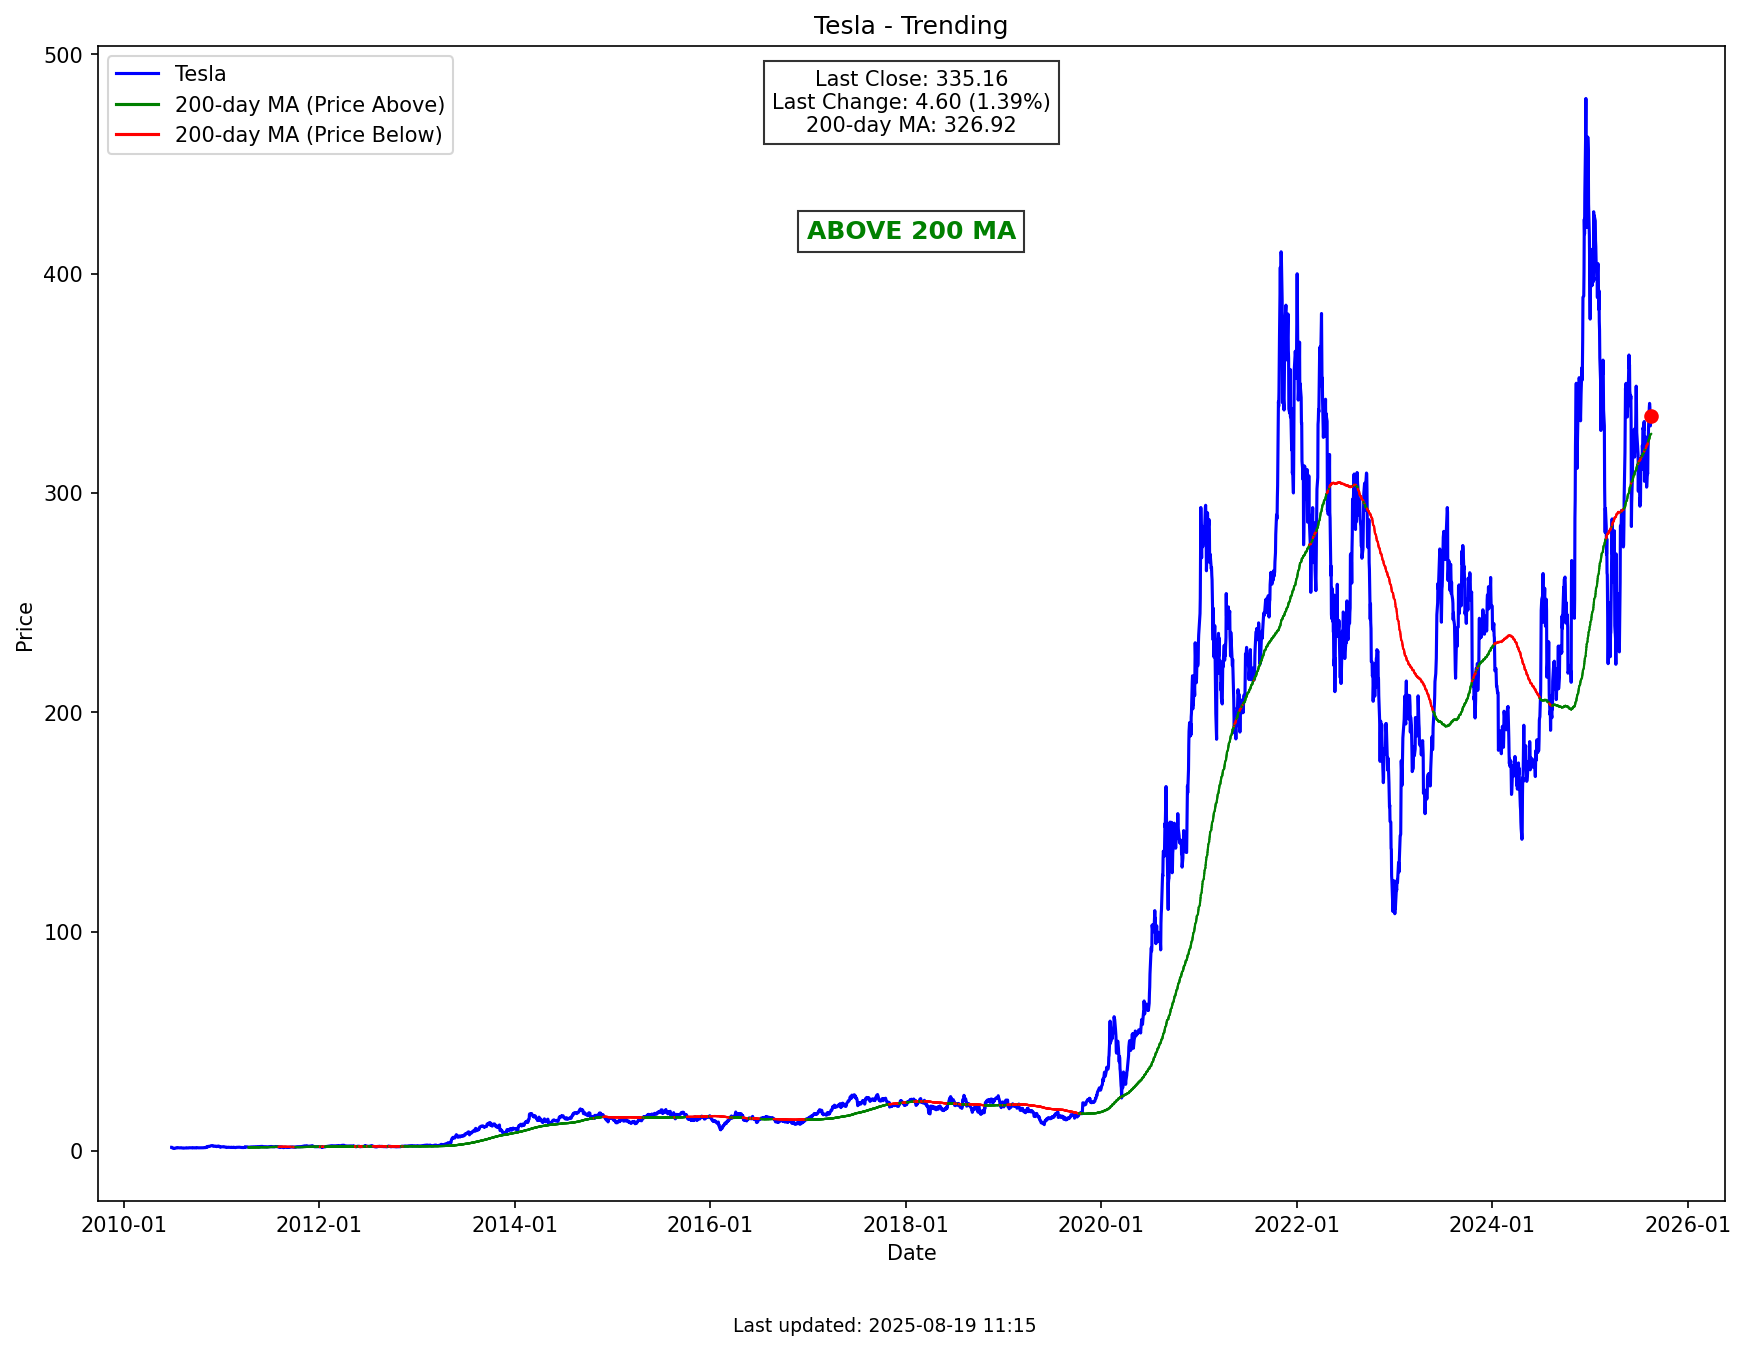 Tesla - Trending
Tesla
200-day MA (Price Above)
200-day MA (Price Below)
Last Close: 335.16
Last Change: 4.60 (1.39%)
200-day MA: 326.92
ABOVE 200 MA
Price
500
400
300
200
100
0
2010-01
2012-01
2014-01
2016-01
2018-01
2020-01
2022-01
2024-01
2026-01
Date
Last updated: 2025-08-19 11:15